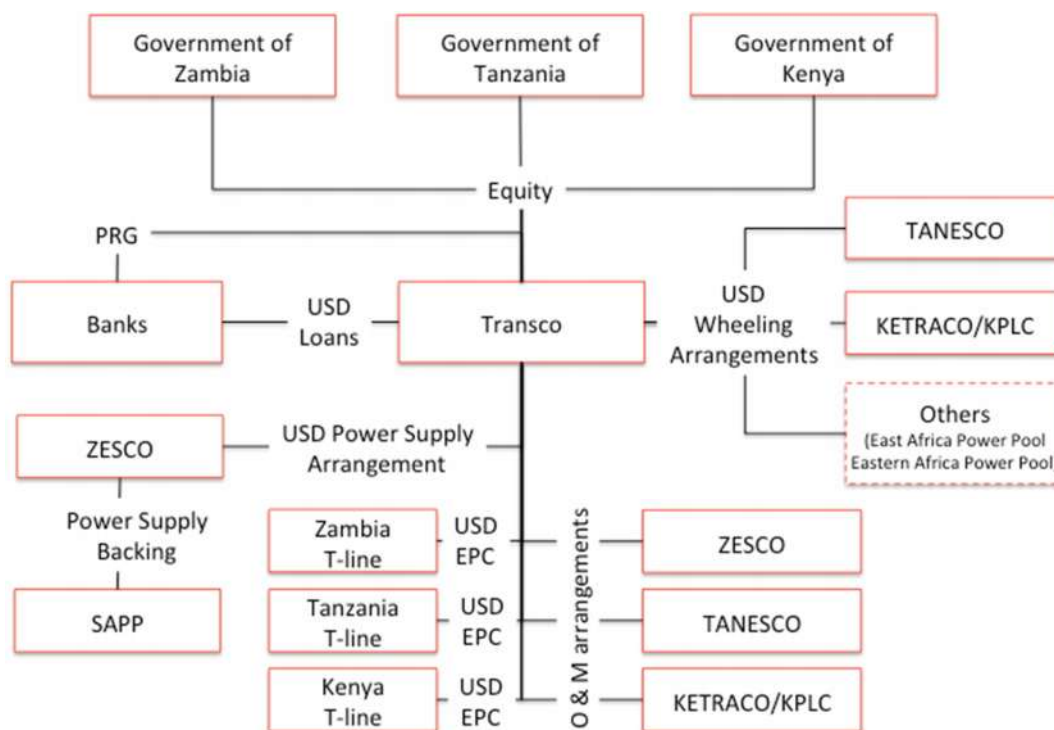 Government of
Zambia
Government of
Tanzania
Government of
Kenya
Equity
PRG
TANESCO
Banks
USD
Loans
Transco
USD
Wheeling
Arrangements
KETRACO/KPLC
Others
(East Africa Power Pool
Eastern Africa Power Pool)
ZESCO
USD Power Supply
Arrangement
Power Supply
Backing
SAPP
Zambia
T-line
USD
EPC
O & M arrangements
ZESCO
Tanzania
T-line
USD
EPC
TANESCO
Kenya
T-line
USD
EPC
KETRACO/KPLC